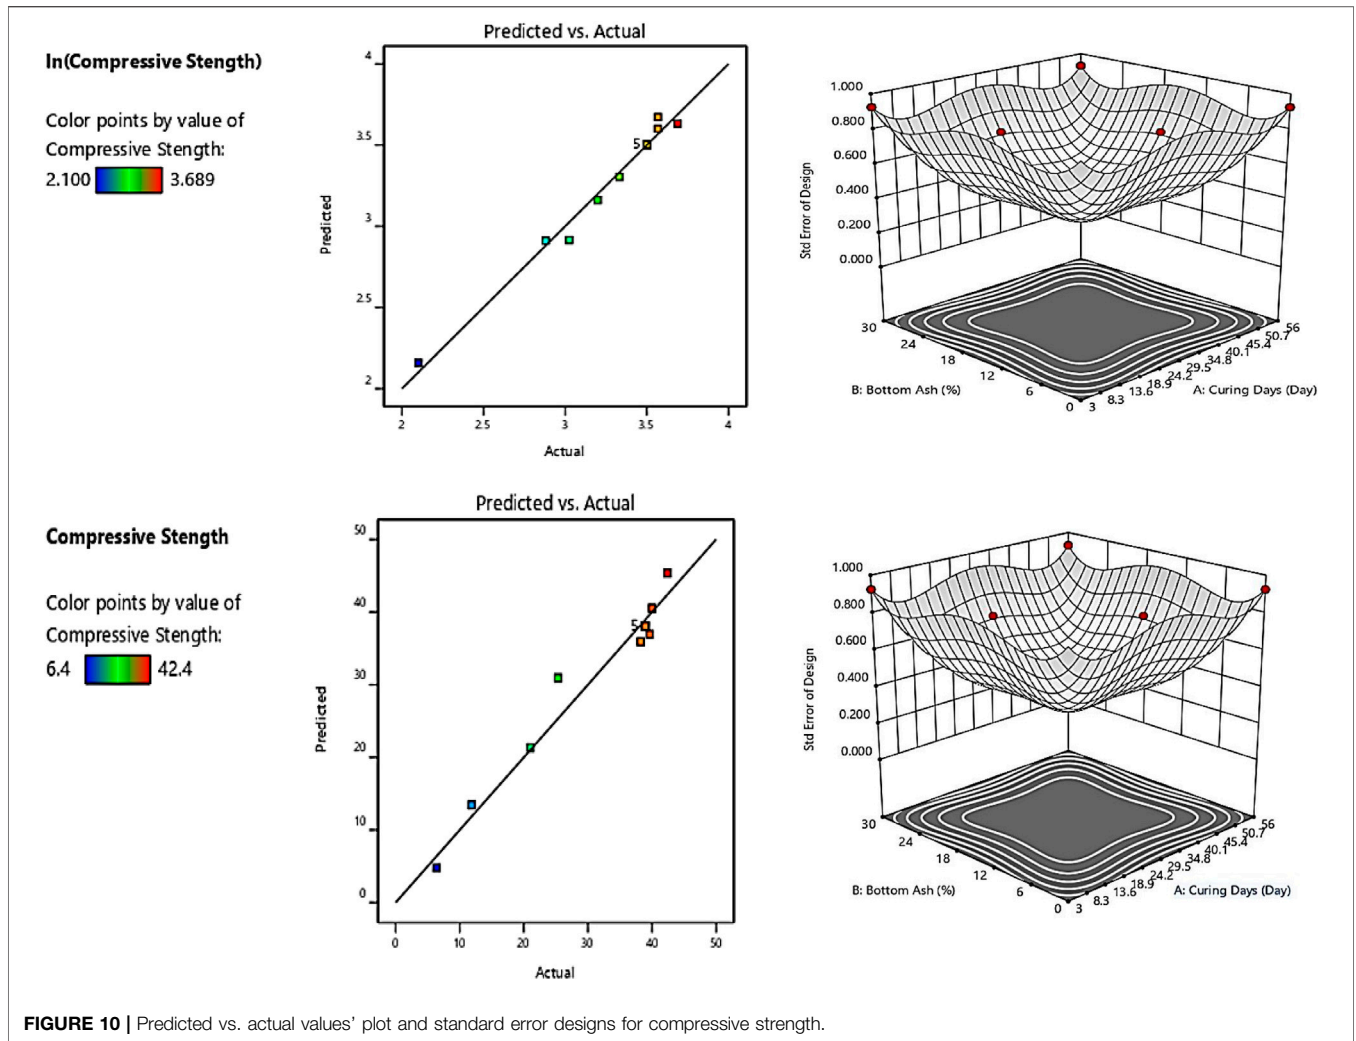 Predicted vs. Actual
ln(Compressive Stength)
Color points by value of
Compressive Stength:
2.100 3.689
4
3.5
3
2.5
2
Predicted
5
2 2.5 3 3.5 4
Actual
1.000
0.800
0.600
0.400
0.200
0.000
Std Error of Design
30
24
18
12
6
0
B: Bottom Ash (%)
3
8.3
13.6
18.9
24.2
29.5
34.8
40.1
45.4
50.7
56
A: Curing Days (Day)
Predicted vs. Actual
Compressive Stength
Color points by value of
Compressive Stength:
6.4 42.4
50
40
30
20
10
0
Predicted
5
0 10 20 30 40 50
Actual
1.000
0.800
0.600
0.400
0.200
0.000
Std Error of Design
30
24
18
12
6
0
B: Bottom Ash (%)
3
8.3
13.6
18.9
24.2
29.5
34.8
40.1
45.4
50.7
56
A: Curing Days (Day)
FIGURE 10 | Predicted vs. actual values' plot and standard error designs for compressive strength.